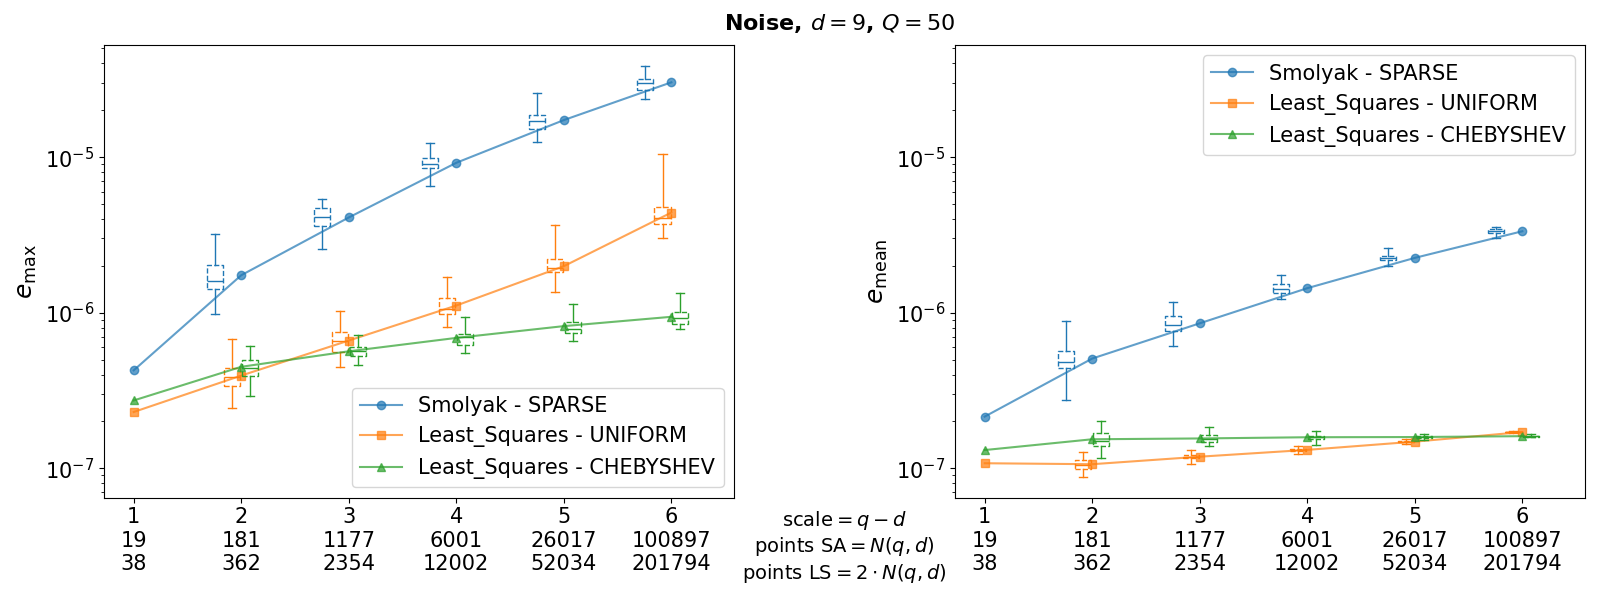 Noise, d = 9, Q = 50
e_max
10^−5
10^−6
10^−7
Smolyak - SPARSE
Least_Squares - UNIFORM
Least_Squares - CHEBYSHEV
1 2 3 4 5 6
19 181 1177 6001 26017 100897
38 362 2354 12002 52034 201794
scale = q − d
points SA = N(q, d)
points LS = 2 · N(q, d)
e_mean
10^−5
10^−6
10^−7
Smolyak - SPARSE
Least_Squares - UNIFORM
Least_Squares - CHEBYSHEV
1 2 3 4 5 6
19 181 1177 6001 26017 100897
38 362 2354 12002 52034 201794